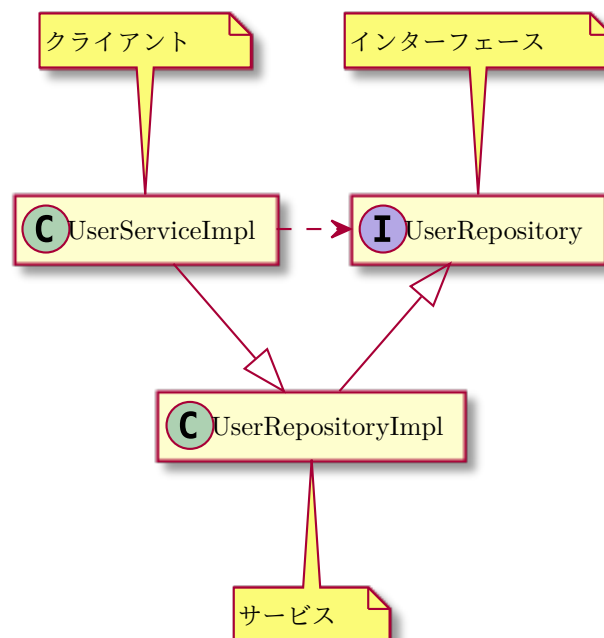 クライアント
インターフェース
C UserServiceImpl
I UserRepository
C UserRepositoryImpl
サービス